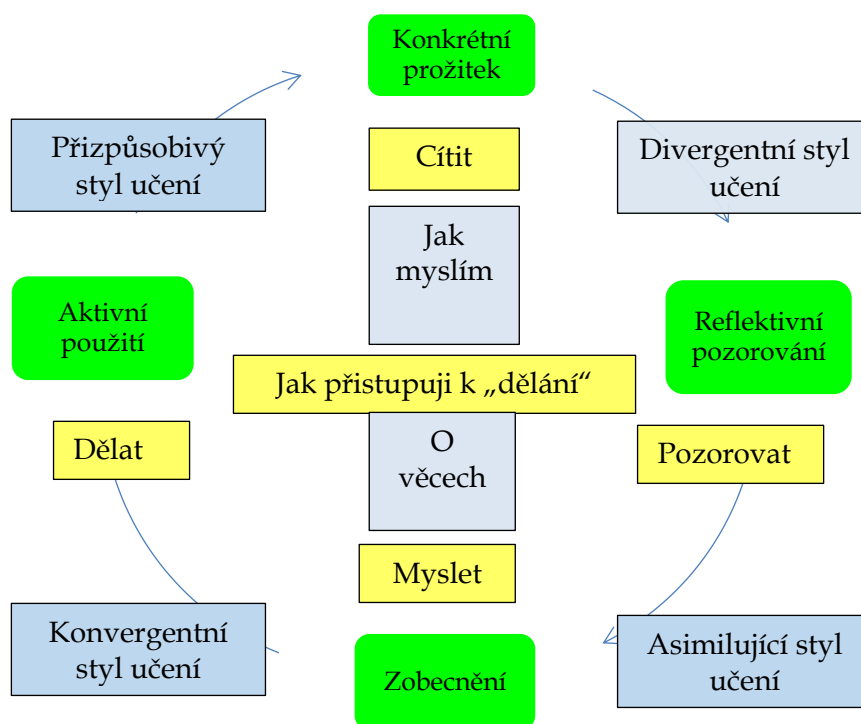 Konkrétní
prožitek
Přizpůsobivý
styl učení
Cítit
Divergentní styl
učení
Jak
myslím
Aktivní
použití
Reflektivní
pozorování
Jak přistupuji k „dělání“
Dělat
O
věcech
Pozorovat
Myslet
Konvergentní
styl učení
Zobecnění
Asimilující styl
učení